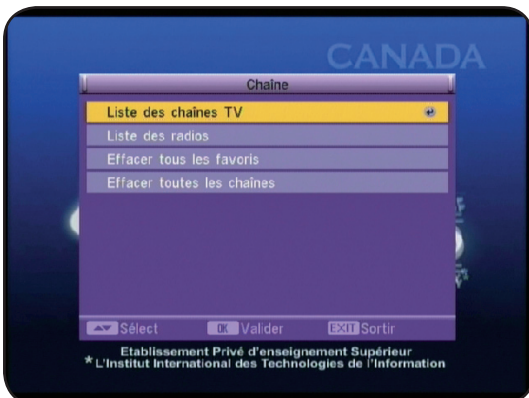 CANADA
Chaîne
Liste des chaînes TV
Liste des radios
Effacer tous les favoris
Effacer toutes les chaînes
Sélect OK Valider EXIT Sortir
Etablissement Privé d'enseignement Supérieur
* L'Institut International des Technologies de l'Information